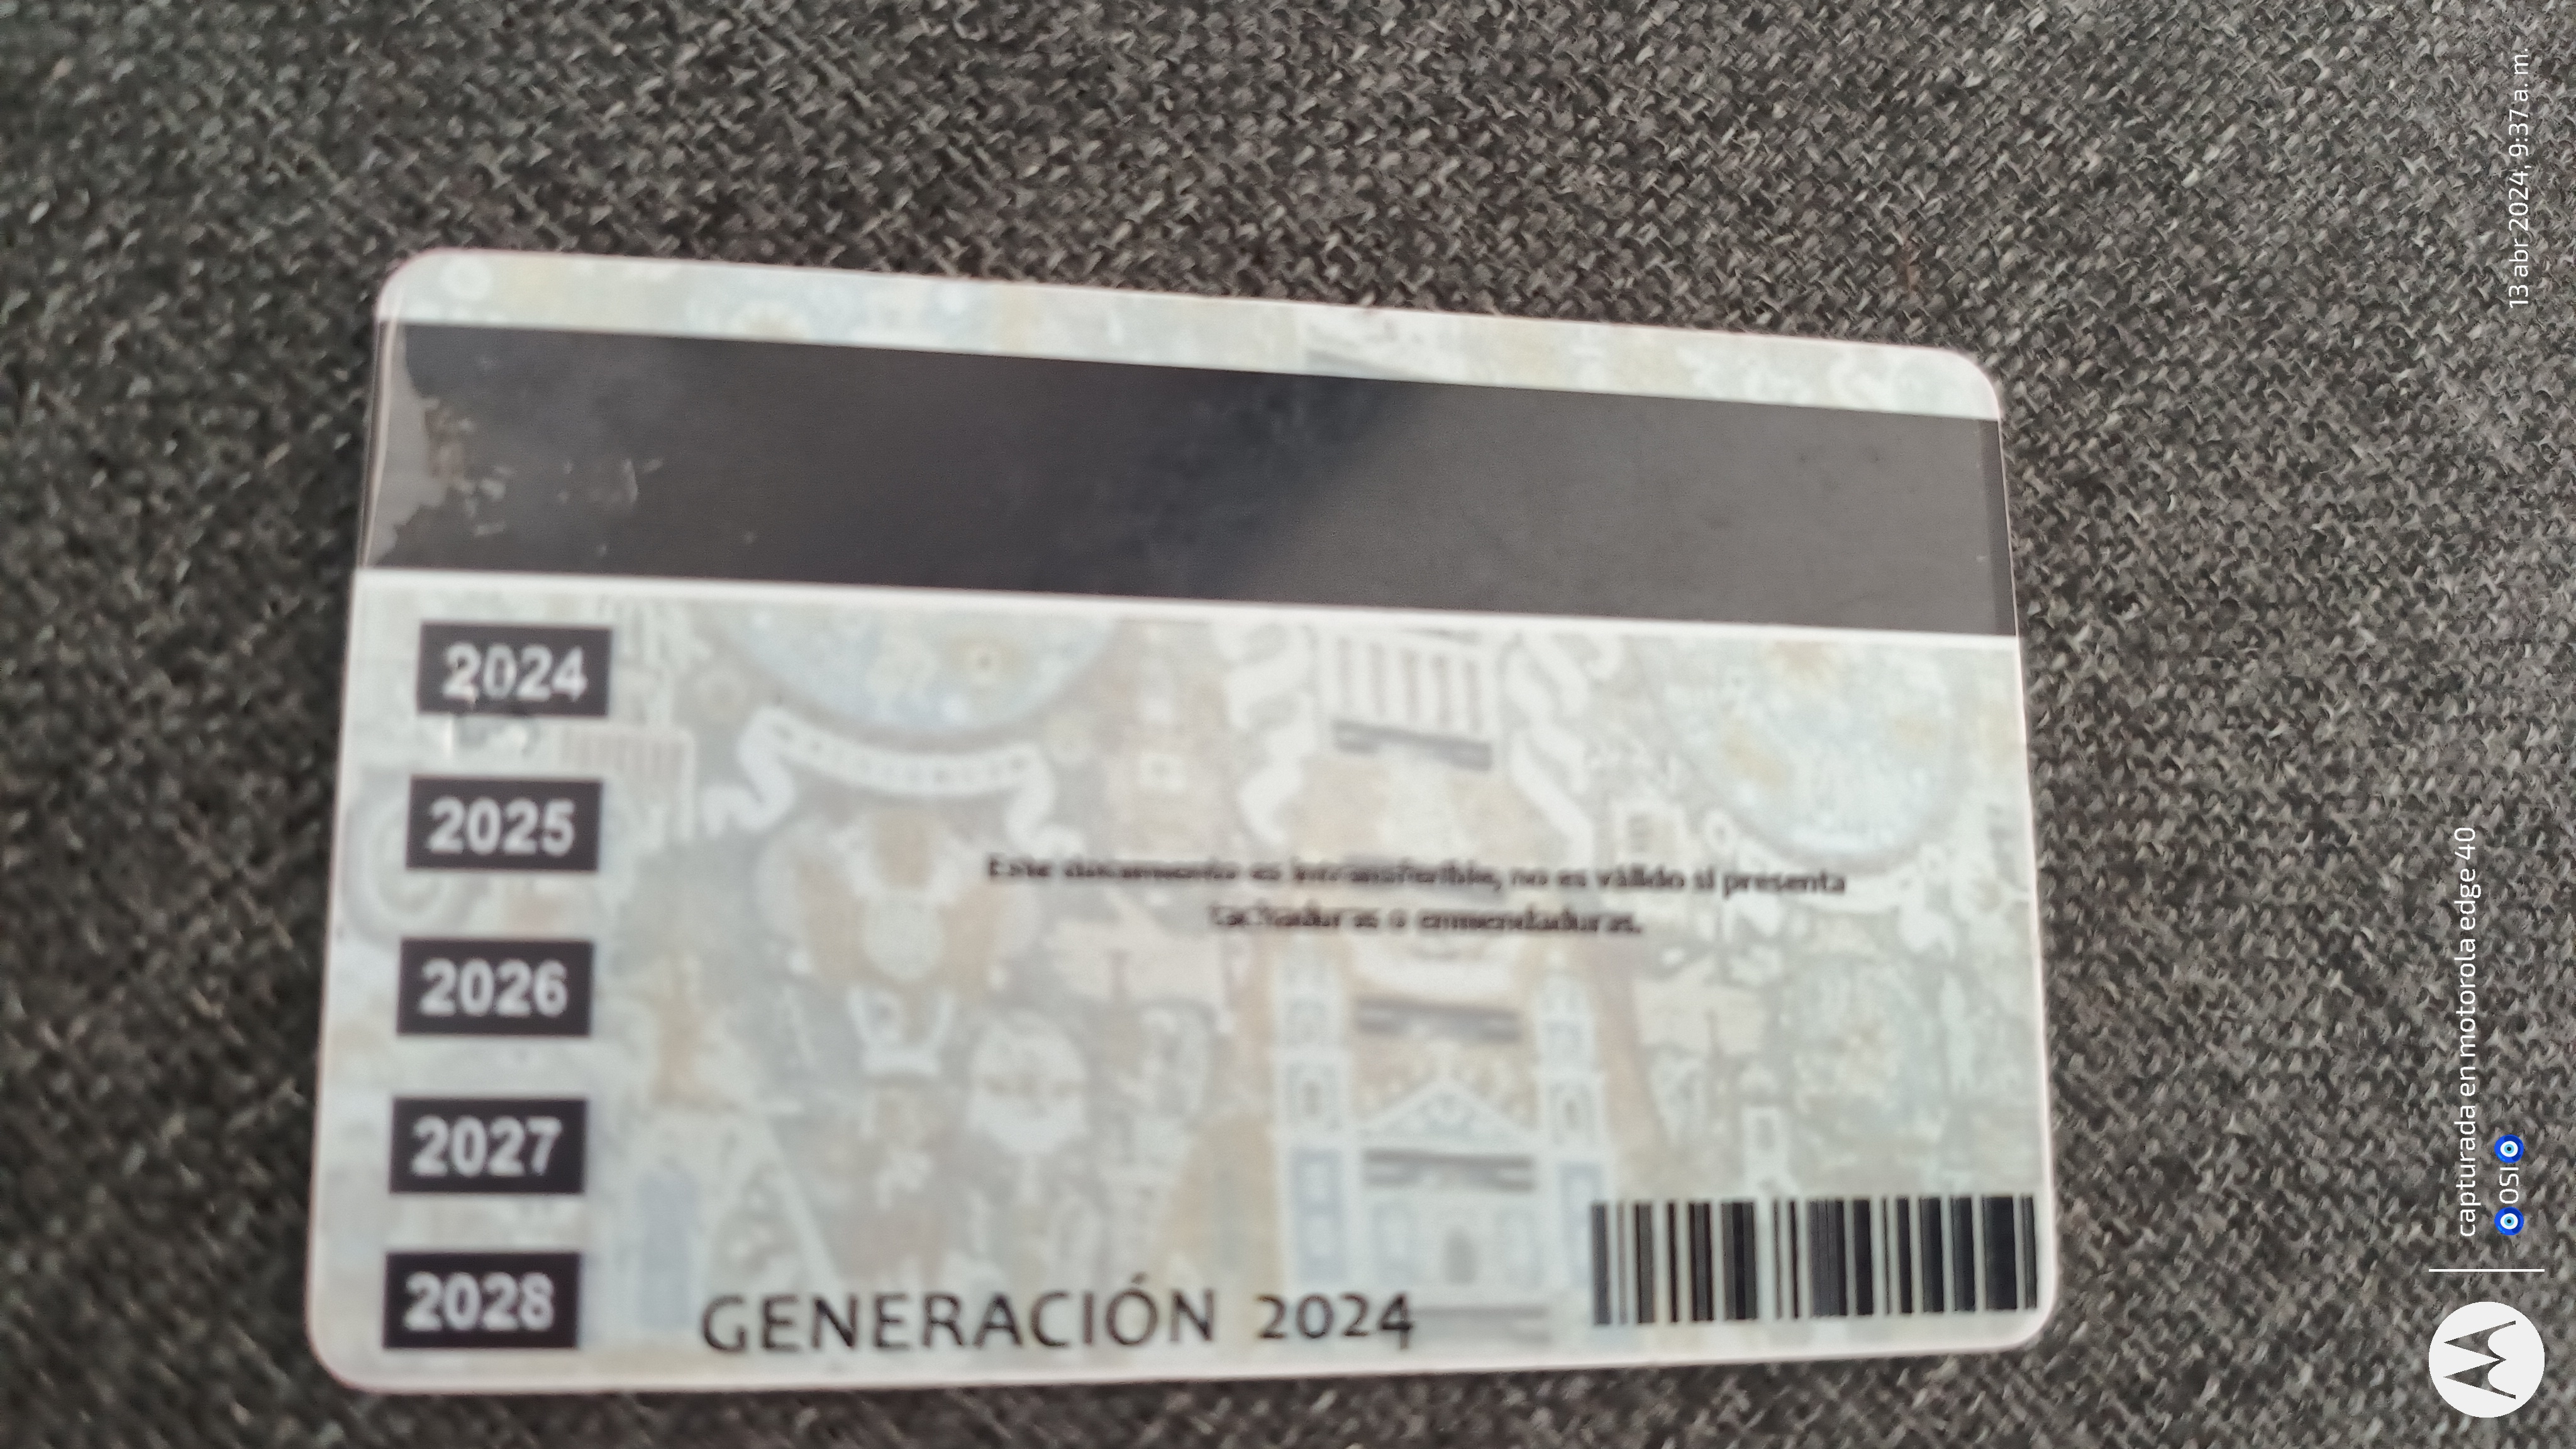 2024
2025
2026
2027
2028
Este documento es intransferible, no es válido si presenta
tachaduras o enmendaduras.
GENERACIÓN 2024
13 abr 2024, 9:37 a. m.
capturada en motorola edge 40
🧿OSI🧿